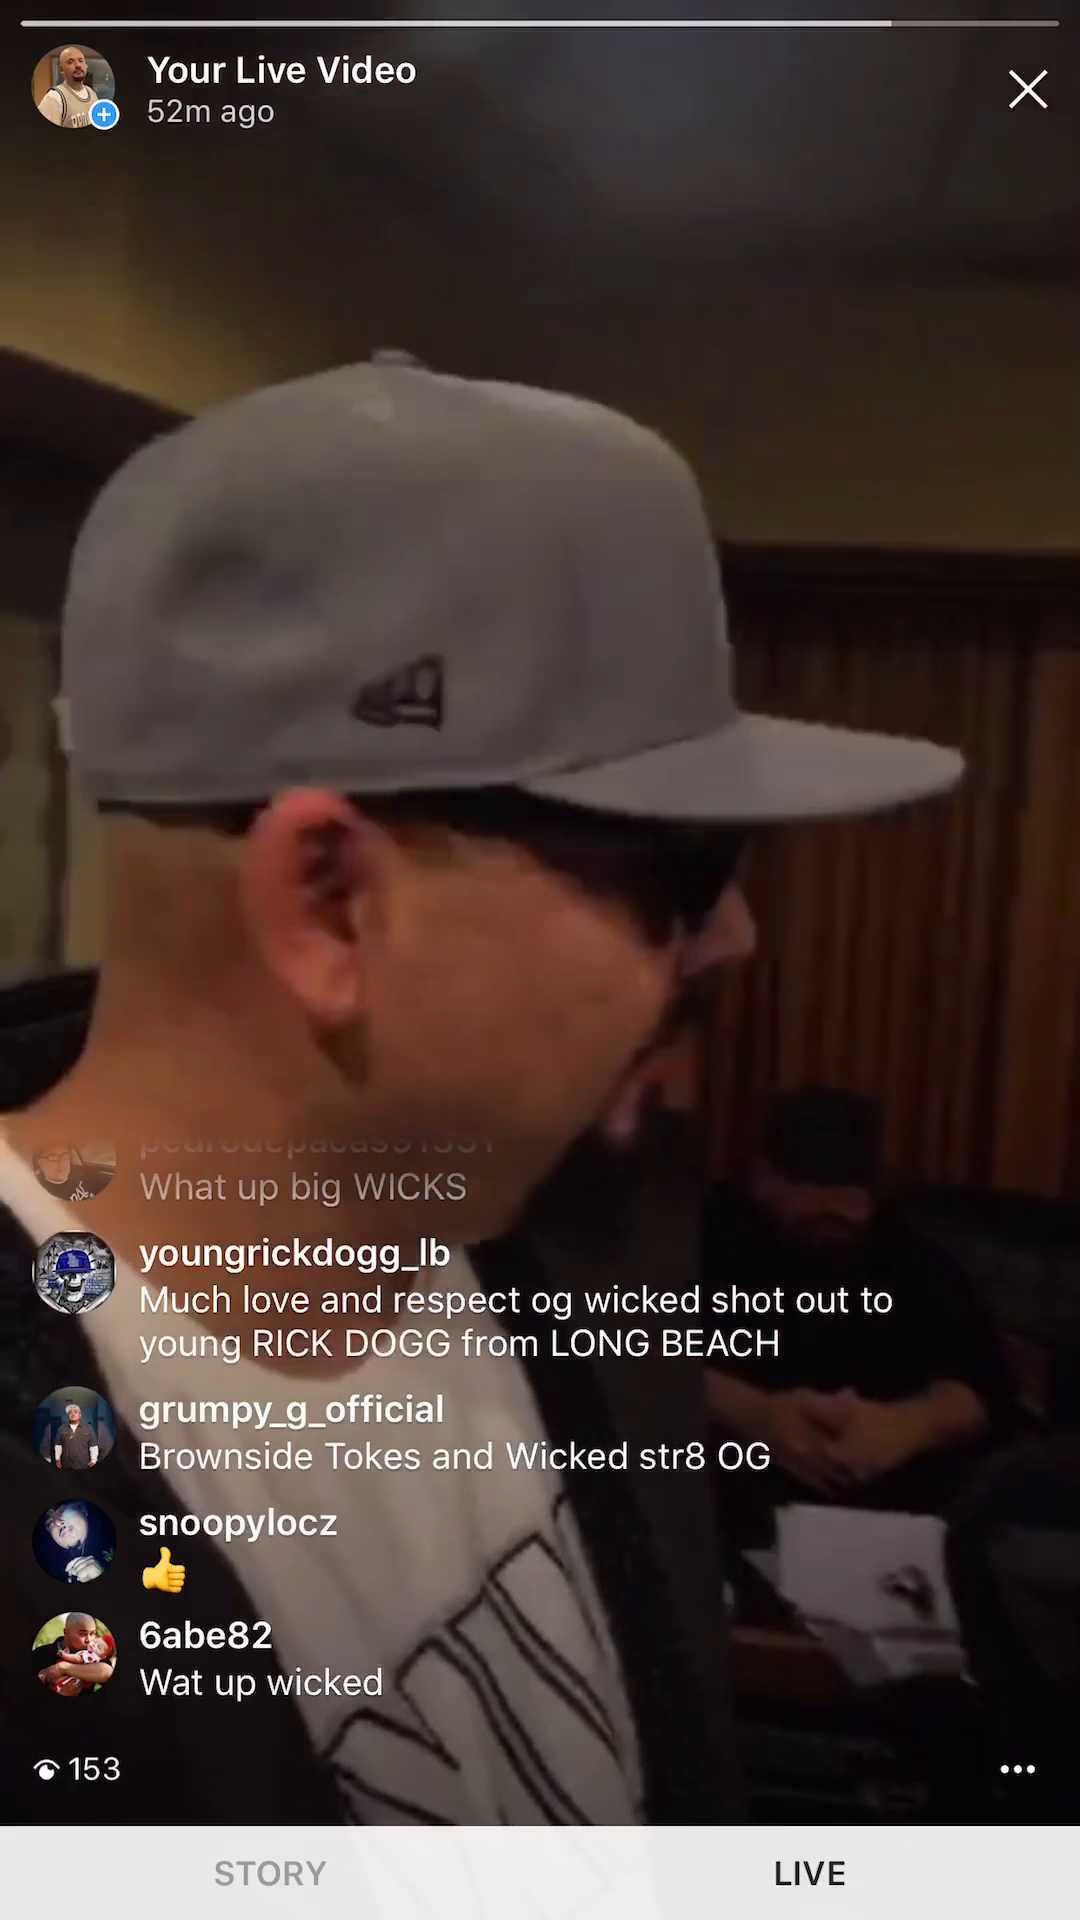 Your Live Video
52m ago
What up big WICKS
youngrickdogg_lb
Much love and respect og wicked shot out to
young RICK DOGG from LONG BEACH
grumpy_g_official
Brownside Tokes and Wicked str8 OG
snoopylocz
👍
6abe82
Wat up wicked
153
STORY
LIVE